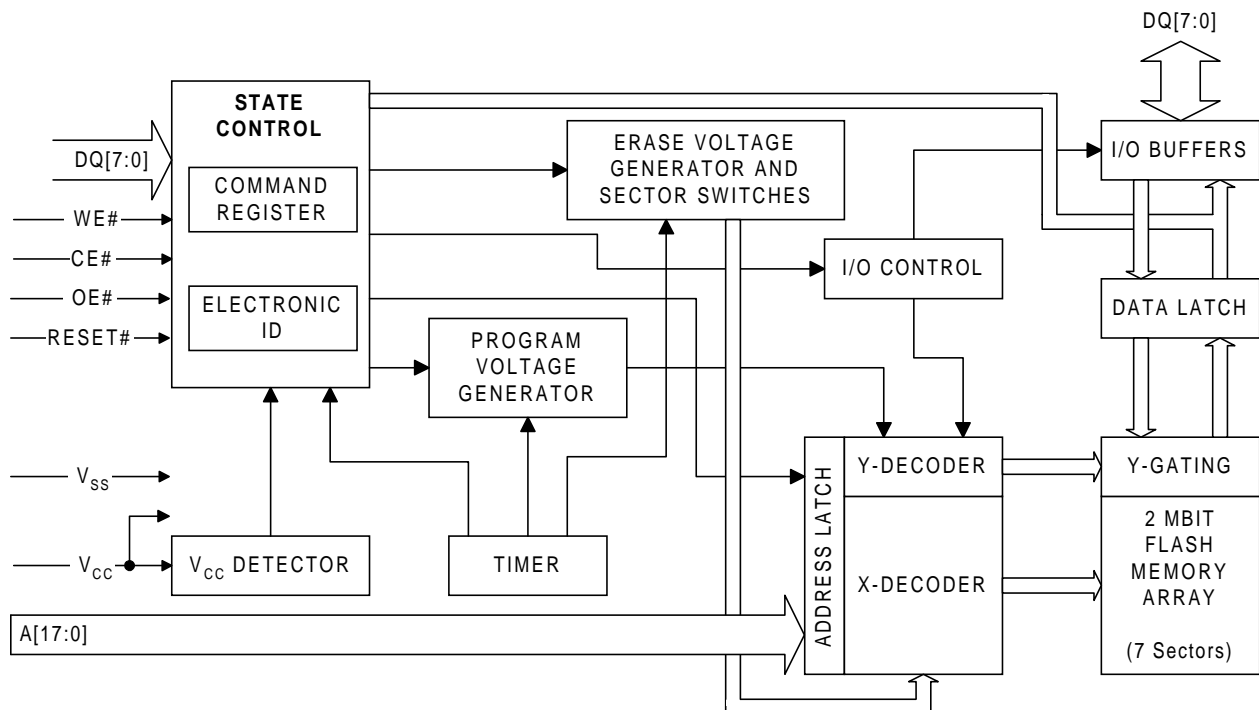 DQ[7:0]
STATE
CONTROL
DQ[7:0]
COMMAND
REGISTER
WE#
CE#
OE#
RESET#
ELECTRONIC
ID
ERASE VOLTAGE
GENERATOR AND
SECTOR SWITCHES
I/O BUFFERS
I/O CONTROL
DATA LATCH
PROGRAM
VOLTAGE
GENERATOR
VSS
VCC
VCC DETECTOR
TIMER
ADDRESS LATCH
Y-DECODER
X-DECODER
Y-GATING
2 MBIT
FLASH
MEMORY
ARRAY
(7 Sectors)
A[17:0]